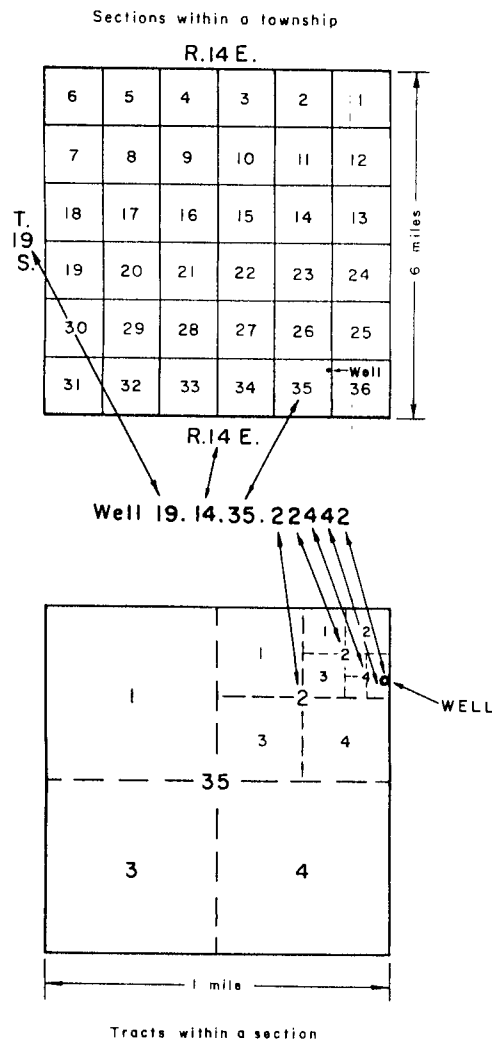 Sections within a township
R.14 E.
6 5 4 3 2 1
7 8 9 10 11 12
18 17 16 15 14 13
T.
19
S.
6 miles
19 20 21 22 23 24
30 29 28 27 26 25
Well
31 32 33 34 35 36
R.14 E.
Well 19. 14. 35. 22442
1 2
1 2
3 4
1 2
WELL
3 4
35
3 4
1 mile
Tracts within a section